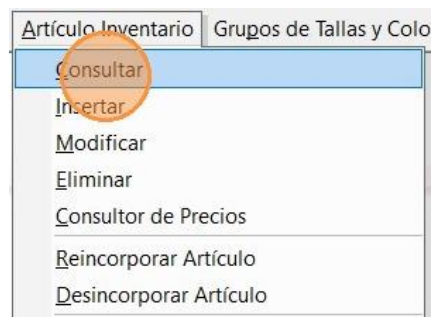 Artículo Inventario Grupos de Tallas y Colo
Consultar
Insertar
Modificar
Eliminar
Consultor de Precios
Reincorporar Artículo
Desincorporar Artículo